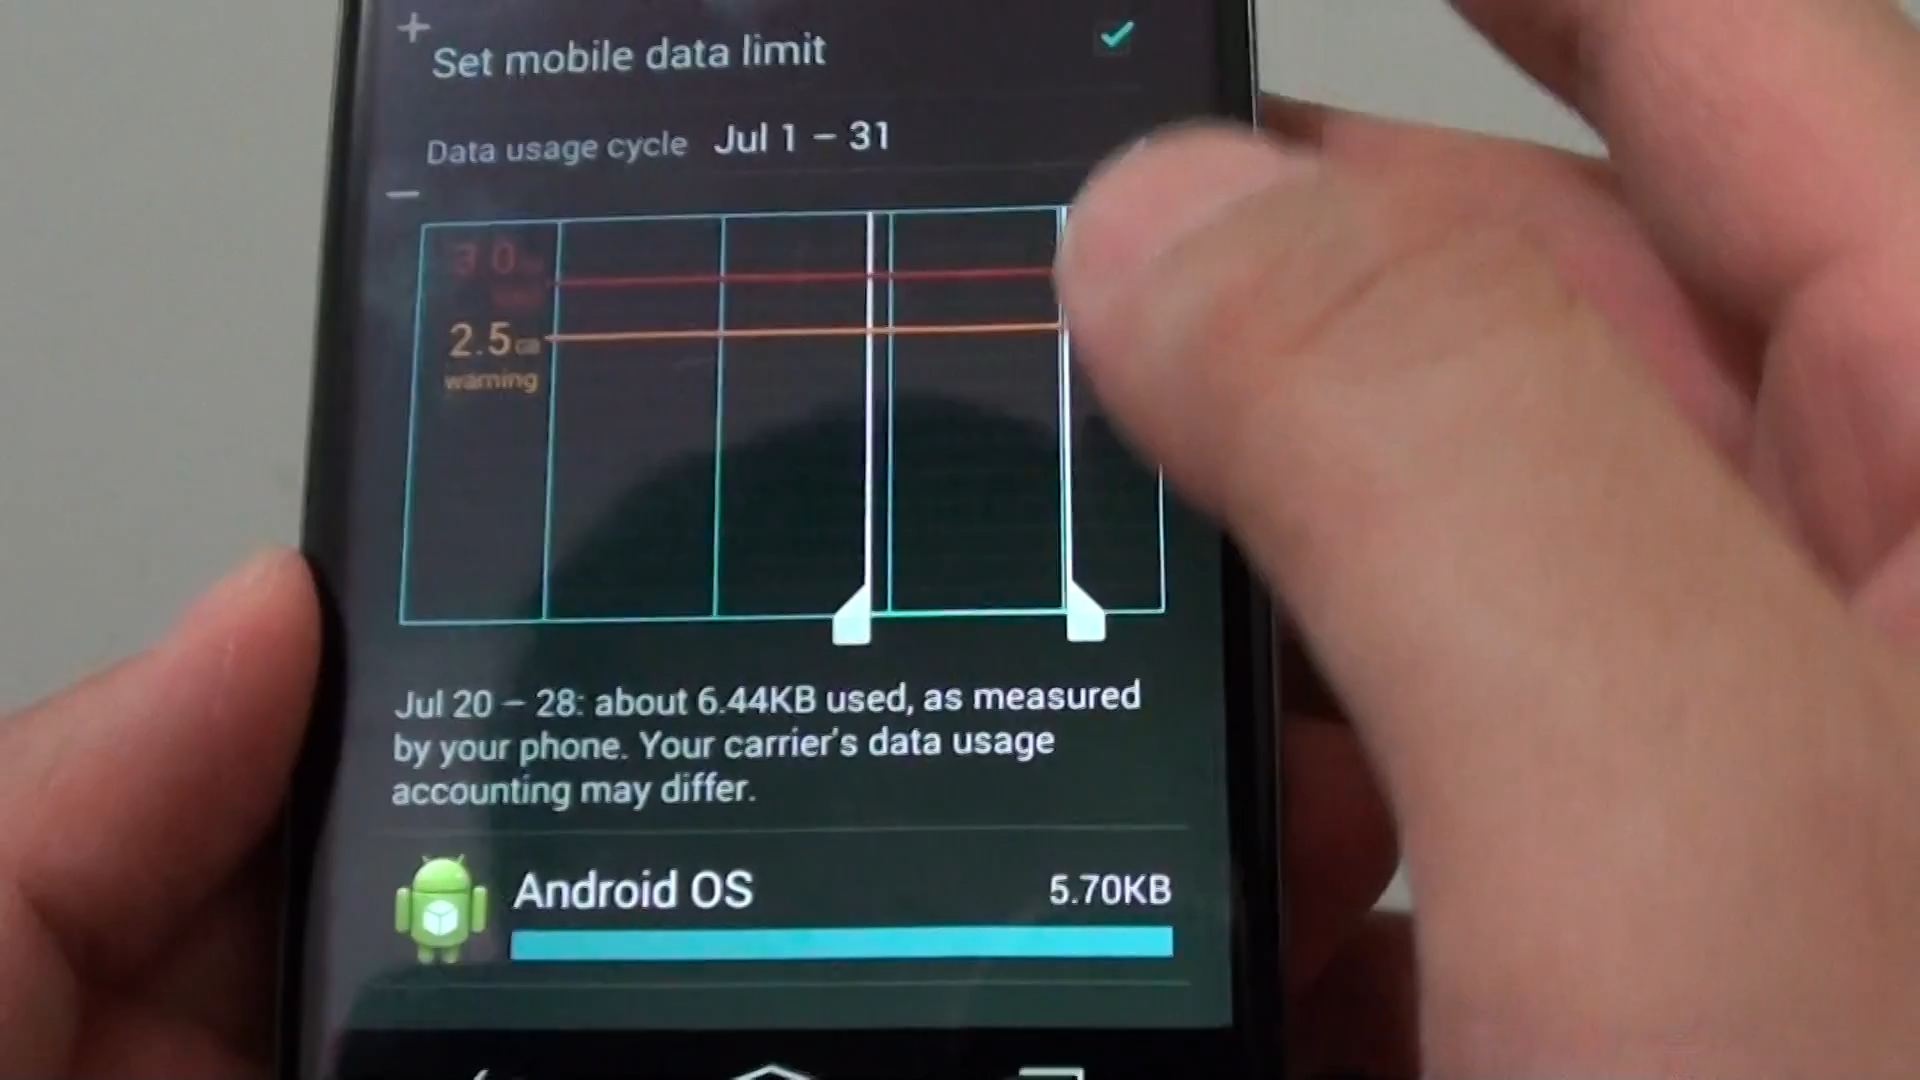 Set mobile data limit
Data usage cycle Jul 1 – 31
3.0
2.5GB
warning
Jul 20 – 28: about 6.44KB used, as measured
by your phone. Your carrier's data usage
accounting may differ.
Android OS 5.70KB